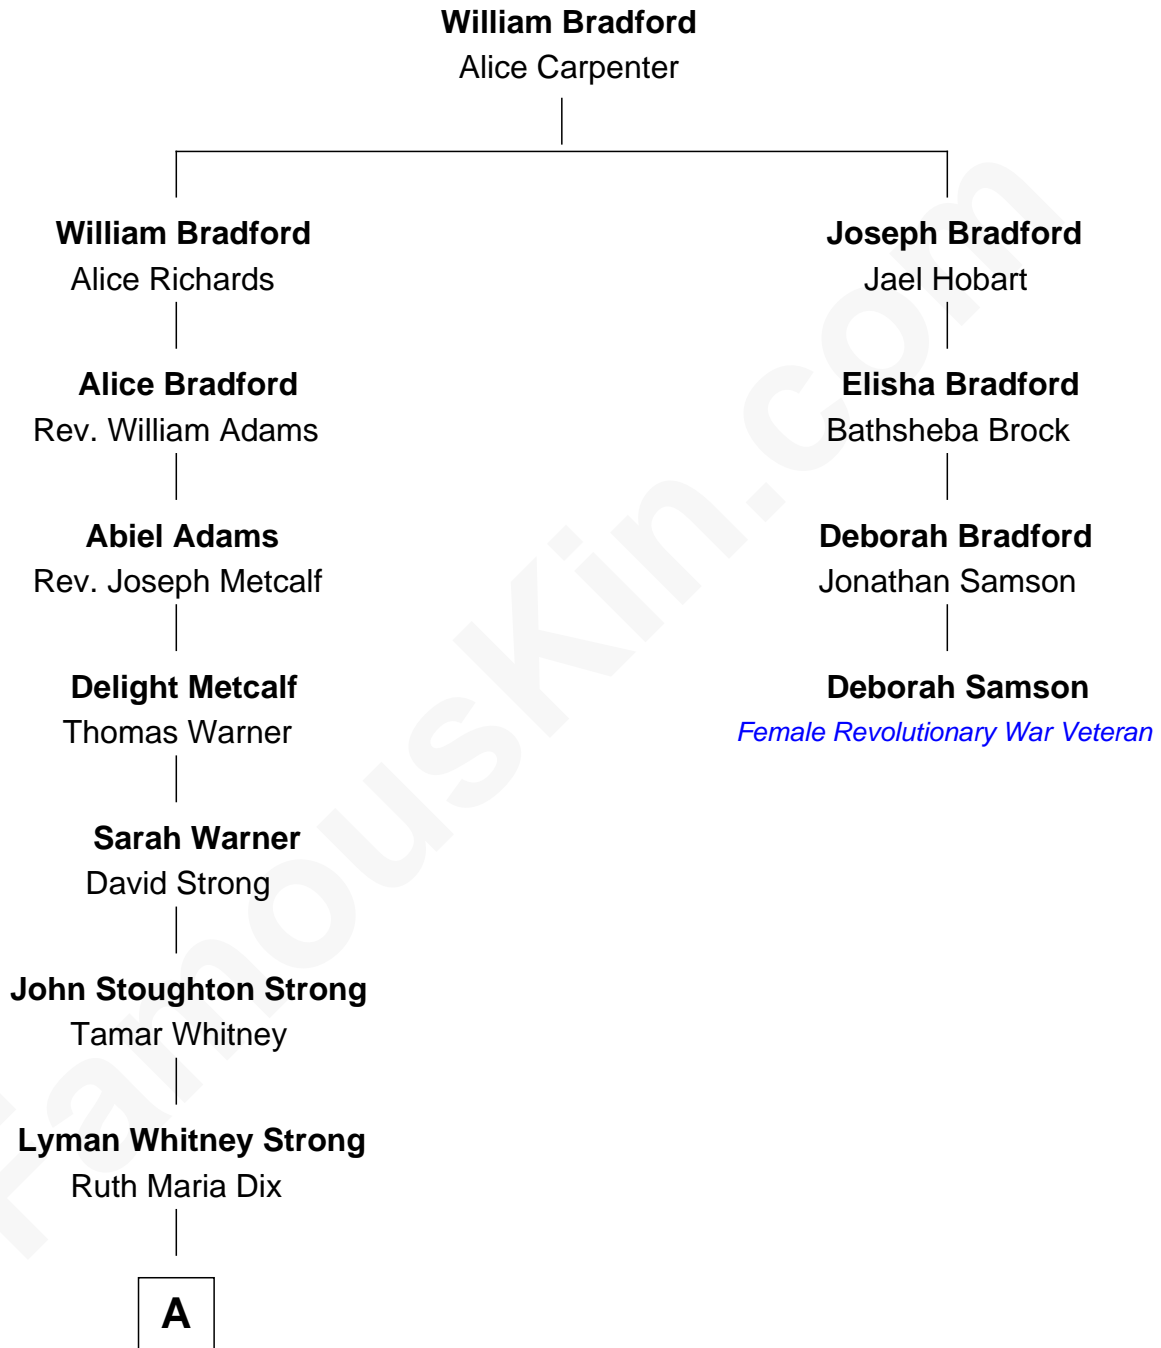 William Bradford
Alice Carpenter
William Bradford
Alice Richards
Alice Bradford
Rev. William Adams
Abiel Adams
Rev. Joseph Metcalf
Delight Metcalf
Thomas Warner
Sarah Warner
David Strong
John Stoughton Strong
Tamar Whitney
Lyman Whitney Strong
Ruth Maria Dix
A
Joseph Bradford
Jael Hobart
Elisha Bradford
Bathsheba Brock
Deborah Bradford
Jonathan Samson
Deborah Samson
Female Revolutionary War Veteran
FamousKin.com